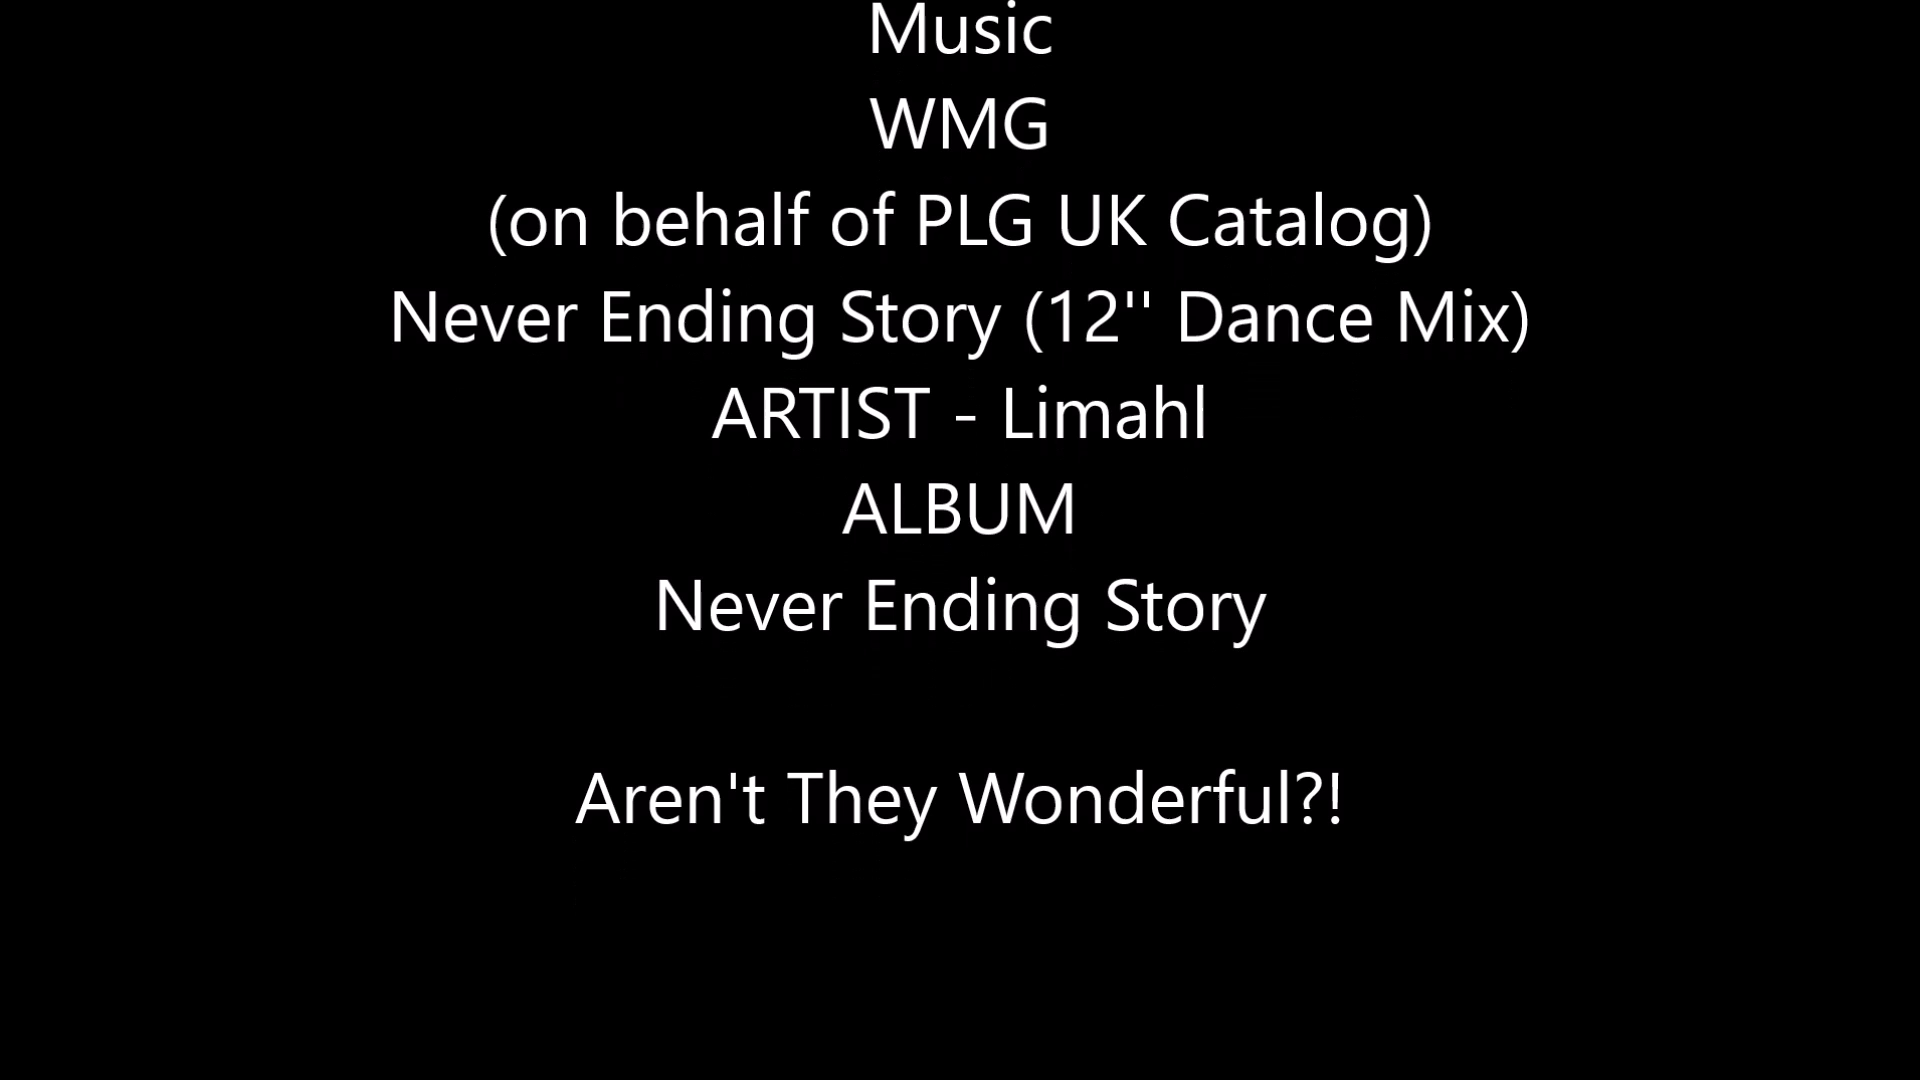 Music
WMG
(on behalf of PLG UK Catalog)
Never Ending Story (12'' Dance Mix)
ARTIST - Limahl
ALBUM
Never Ending Story
Aren't They Wonderful?!